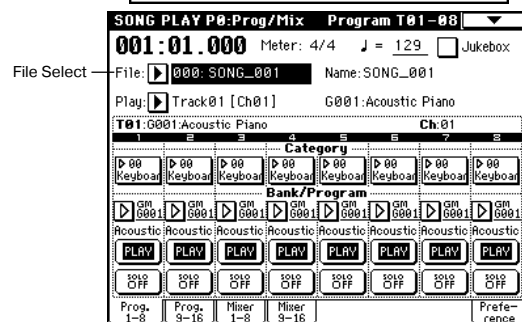 SONG PLAY P0:Prog/Mix Program T01-08
001:01.000 Meter: 4/4 ♩= 129 Jukebox
File Select
File: 000: SONG_001 Name: SONG_001
Play: Track01 [Ch01] G001:Acoustic Piano
T01:G001:Acoustic Piano Ch:01
1 2 3 4 5 6 7 8
Category
00 00 00 00 00 00 00 00
Keyboar Keyboar Keyboar Keyboar Keyboar Keyboar Keyboar Keyboar
Bank/Program
GM GM GM GM GM GM GM GM
G001 G001 G001 G001 G001 G001 G001 G001
Acoustic Acoustic Acoustic Acoustic Acoustic Acoustic Acoustic Acoustic
PLAY PLAY PLAY PLAY PLAY PLAY PLAY PLAY
SOLO SOLO SOLO SOLO SOLO SOLO SOLO SOLO
OFF OFF OFF OFF OFF OFF OFF OFF
Prog. Prog. Mixer Mixer Prefe-
1-8 9-16 1-8 9-16 rence